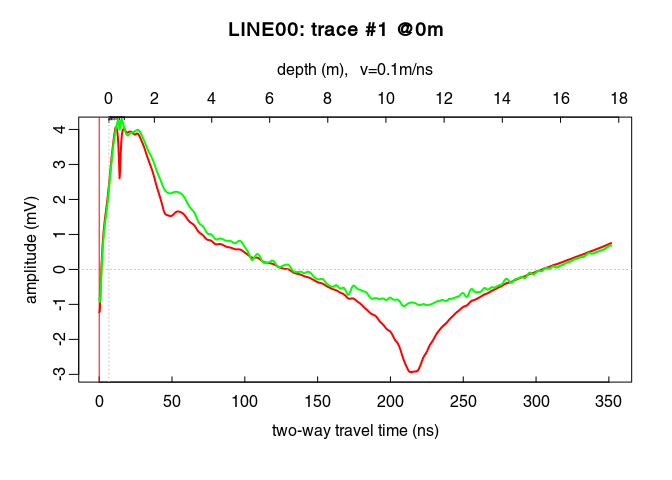 LINE00: trace #1 @0m
depth (m),  v=0.1m/ns
0 2 4 6 8 10 12 14 16 18
4
3
2
1
0
-1
-2
-3
amplitude (mV)
0 50 100 150 200 250 300 350
two-way travel time (ns)